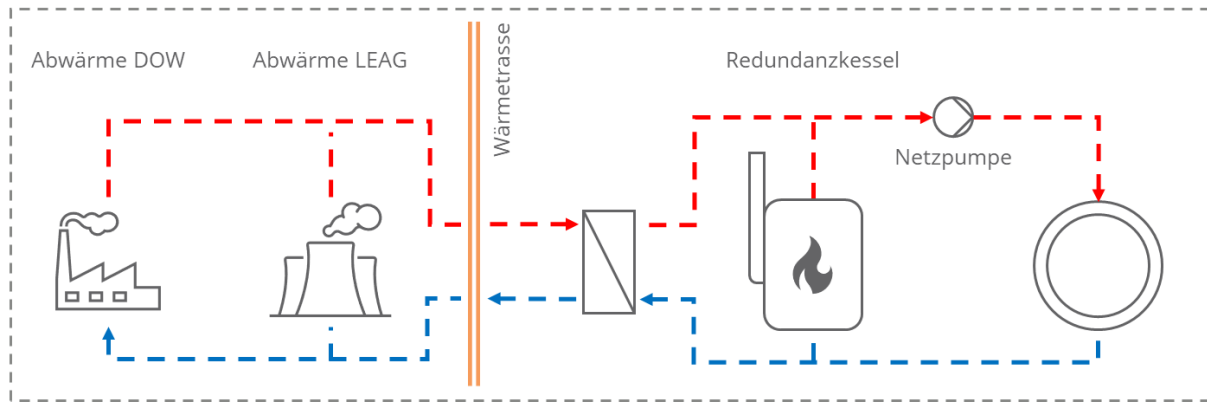 Abwärme DOW
Abwärme LEAG
Wärmetrasse
Redundanzkessel
Netzpumpe